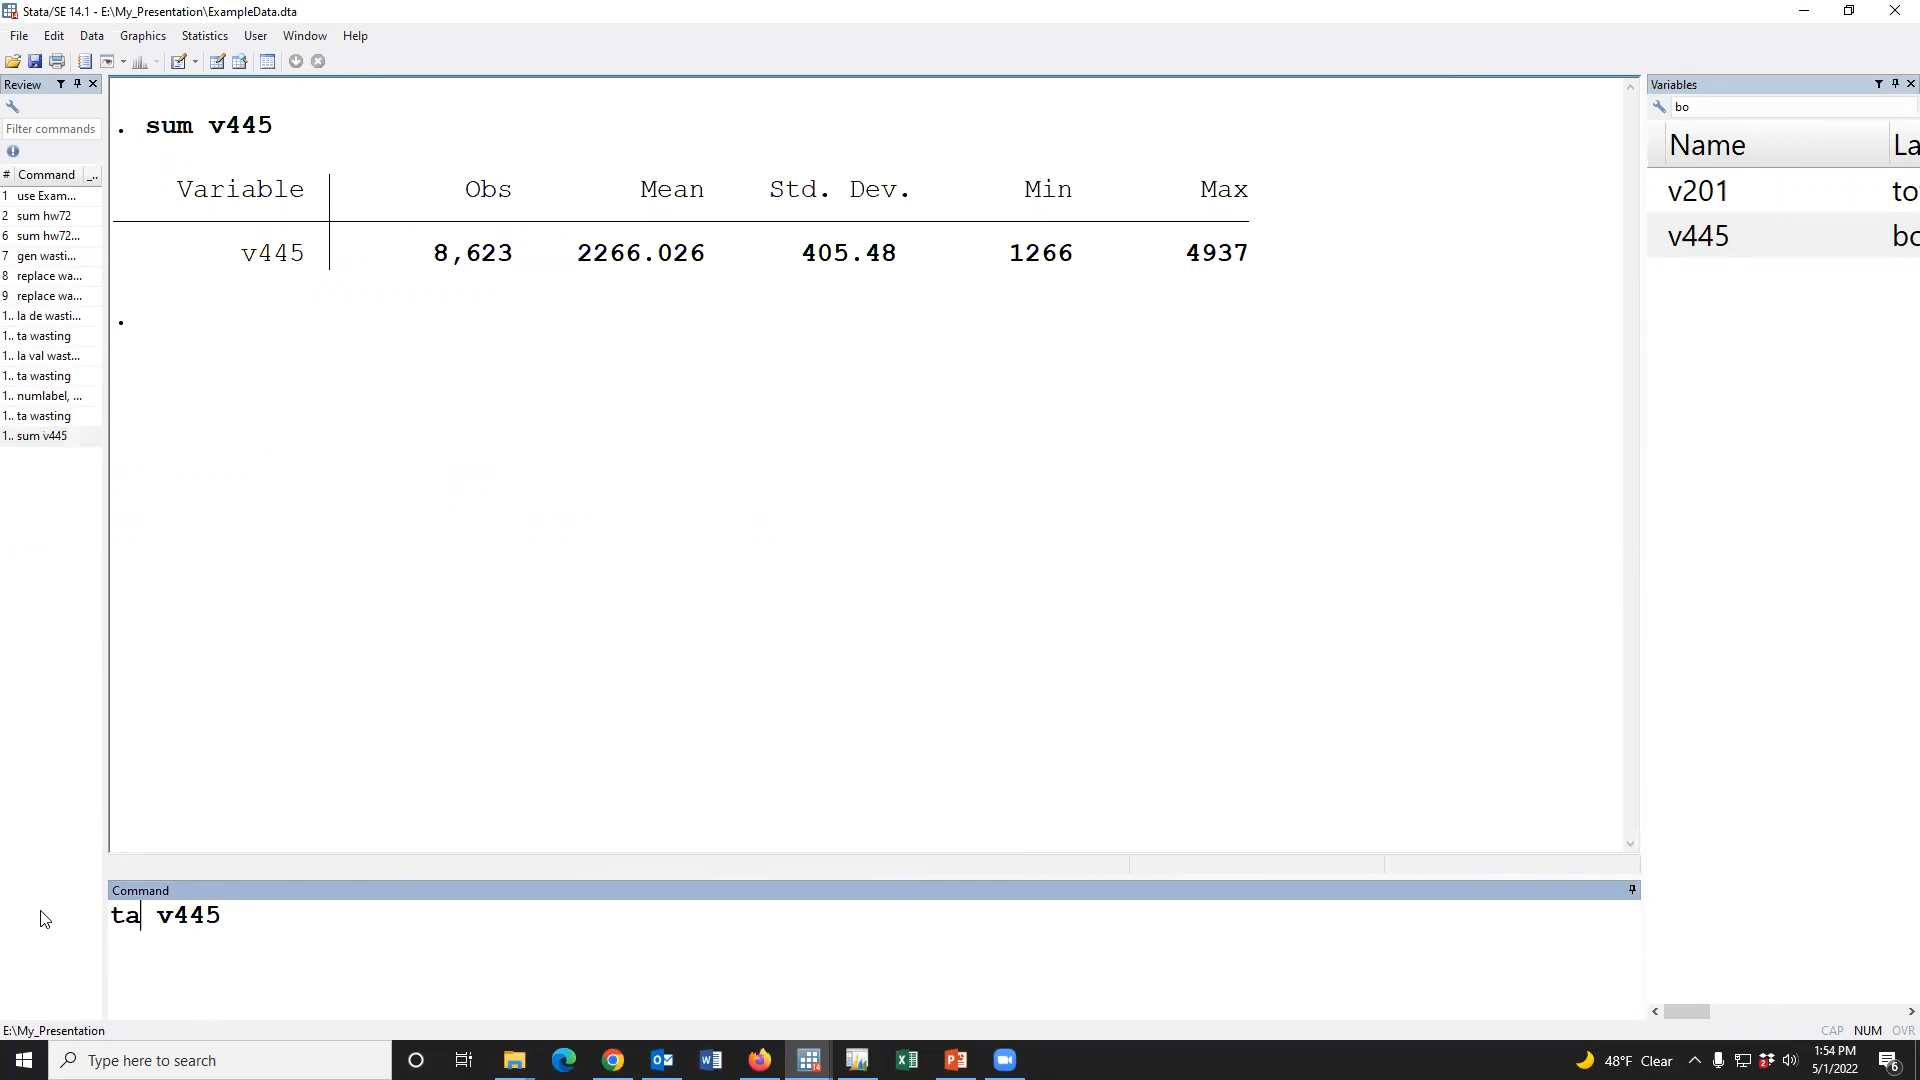 Stata/SE 14.1 - E:\My_Presentation\ExampleData.dta
File Edit Data Graphics Statistics User Window Help
Review
Filter commands
# Command _..
1 use Exam...
2 sum hw72
6 sum hw72...
7 gen wasti...
8 replace wa...
9 replace wa...
1.. la de wasti...
1.. ta wasting
1.. la val wast...
1.. ta wasting
1.. numlabel, ...
1.. ta wasting
1.. sum v445
. sum v445
Variable Obs Mean Std. Dev. Min Max
v445 8,623 2266.026 405.48 1266 4937
.
Command
ta v445
Variables
bo
Name La
v201 to
v445 bo
E:\My_Presentation
CAP NUM OVR
Type here to search
48°F Clear
1:54 PM
5/1/2022
6